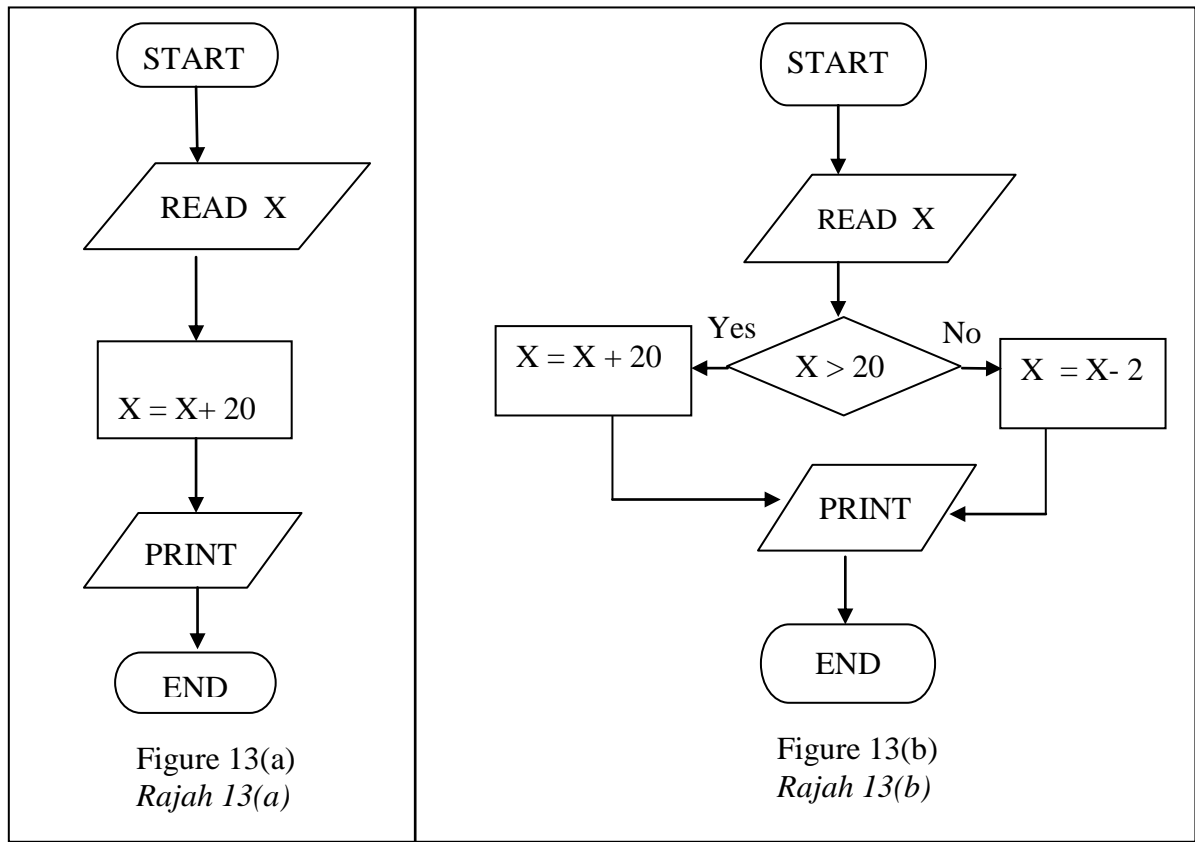 START
READ X
X = X+ 20
PRINT
END
Figure 13(a)
Rajah 13(a)
START
READ X
Yes
No
X = X + 20
X > 20
X = X- 2
PRINT
END
Figure 13(b)
Rajah 13(b)